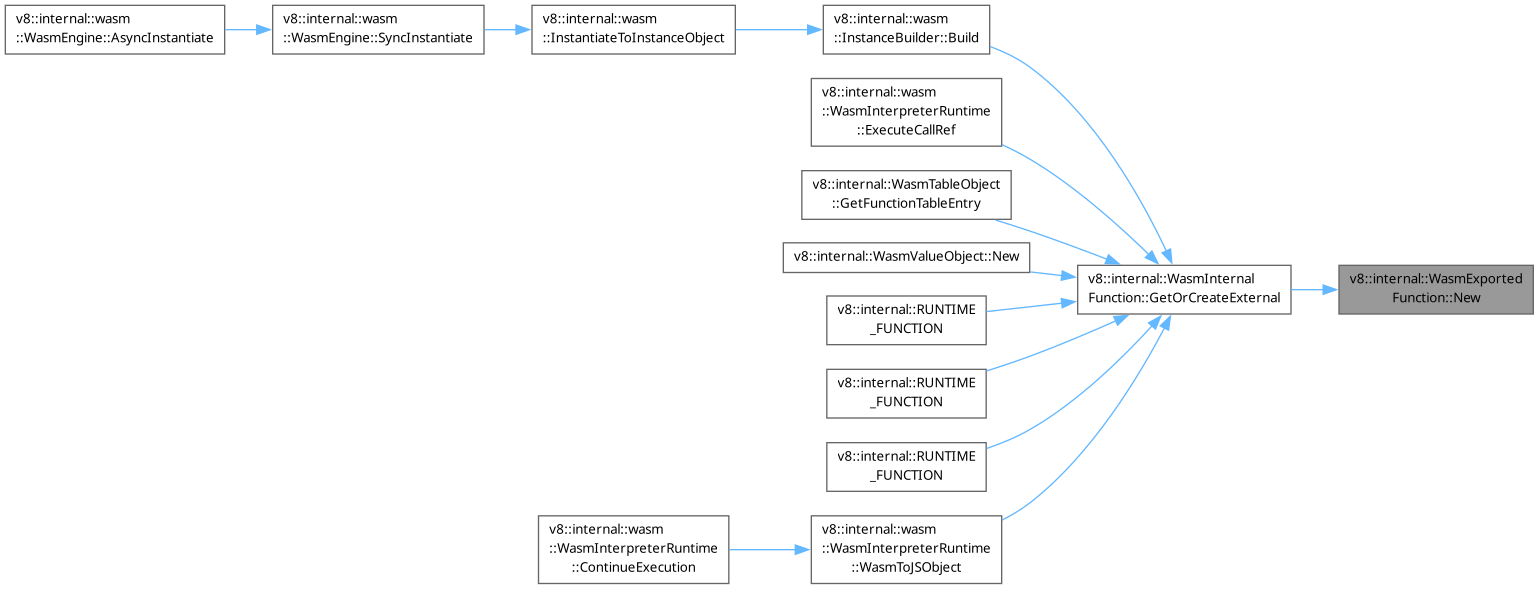 v8::internal::wasm
::WasmEngine::AsyncInstantiate
v8::internal::wasm
::WasmEngine::SyncInstantiate
v8::internal::wasm
::InstantiateToInstanceObject
v8::internal::wasm
::InstanceBuilder::Build
v8::internal::wasm
::WasmInterpreterRuntime
::ExecuteCallRef
v8::internal::WasmTableObject
::GetFunctionTableEntry
v8::internal::WasmValueObject::New
v8::internal::WasmInternal
Function::GetOrCreateExternal
v8::internal::WasmExported
Function::New
v8::internal::RUNTIME
_FUNCTION
v8::internal::RUNTIME
_FUNCTION
v8::internal::RUNTIME
_FUNCTION
v8::internal::wasm
::WasmInterpreterRuntime
::ContinueExecution
v8::internal::wasm
::WasmInterpreterRuntime
::WasmToJSObject